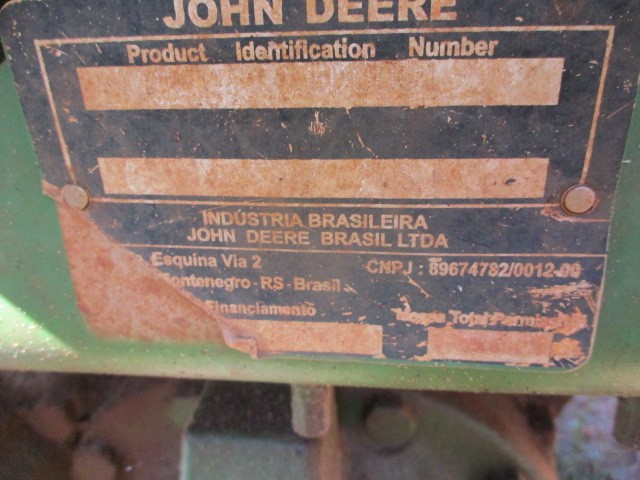 JOHN DEERE
Product Identification Number
INDÚSTRIA BRASILEIRA
JOHN DEERE BRASIL LTDA
Esquina Via 2
CNPJ : 89674782/0012-
Montenegro - RS - Brasil
Financiamento
Total